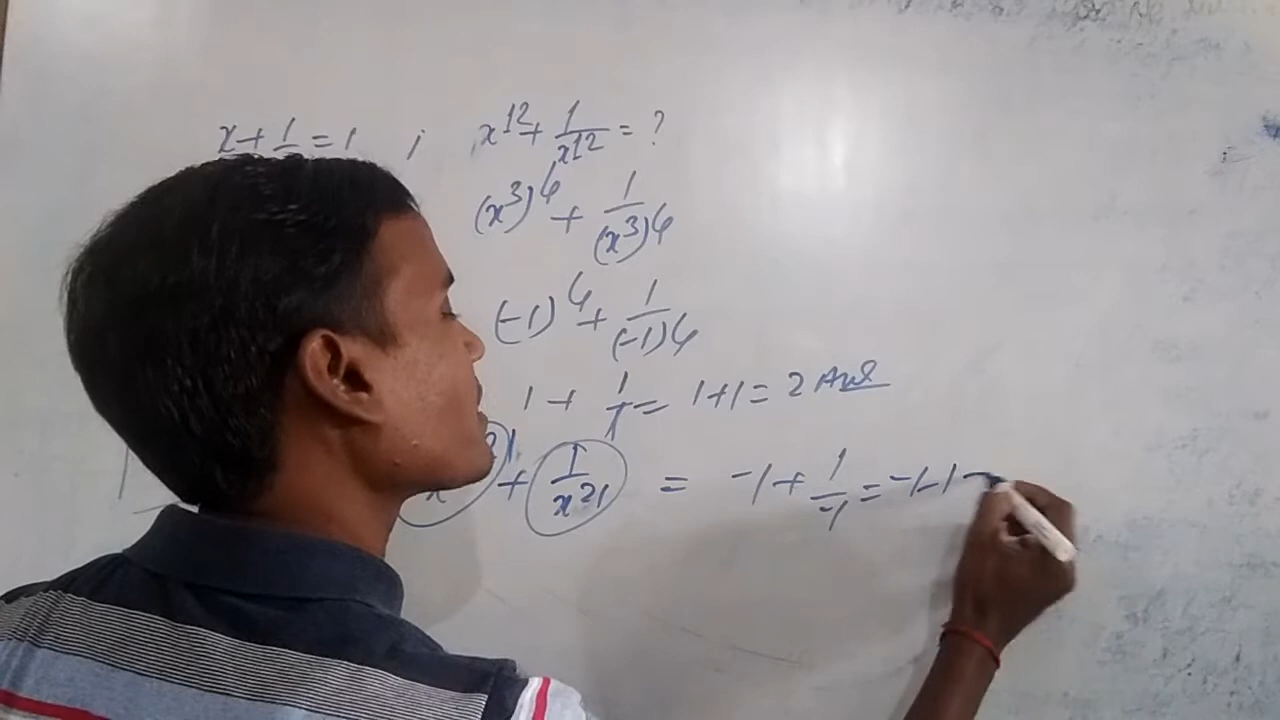 x + 1/ = 1 ; x^12 + 1/x^12 = ?
(x^3)^4 + 1/(x^3)^4
(-1)^4 + 1/(-1)^4
1 + 1/1 = 1+1 = 2 Ans
+ 1/x^21 = -1 + 1/-1 = -1-1 =